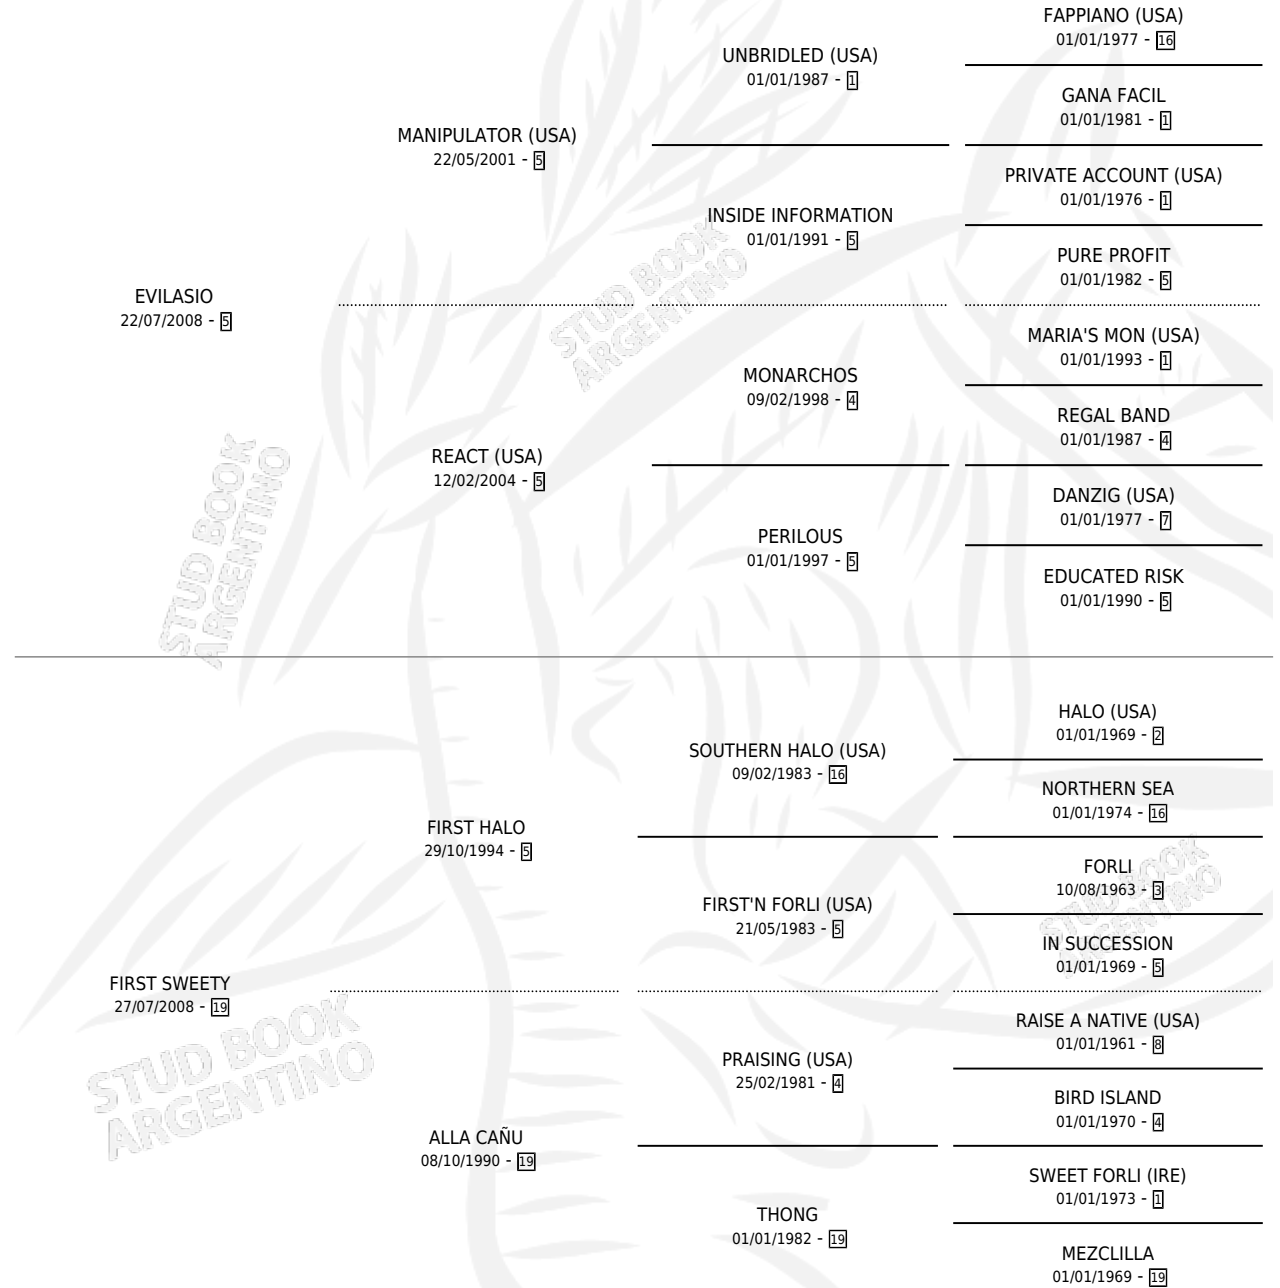 FAPPIANO (USA)
01/01/1977 - 16
UNBRIDLED (USA)
01/01/1987 - 1
GANA FACIL
01/01/1981 - 1
MANIPULATOR (USA)
22/05/2001 - 5
PRIVATE ACCOUNT (USA)
01/01/1976 - 1
INSIDE INFORMATION
01/01/1991 - 5
PURE PROFIT
01/01/1982 - 5
EVILASIO
22/07/2008 - 5
MARIA'S MON (USA)
01/01/1993 - 1
MONARCHOS
09/02/1998 - 4
REGAL BAND
01/01/1987 - 4
REACT (USA)
12/02/2004 - 5
DANZIG (USA)
01/01/1977 - 7
PERILOUS
01/01/1997 - 5
EDUCATED RISK
01/01/1990 - 5
HALO (USA)
01/01/1969 - 2
SOUTHERN HALO (USA)
09/02/1983 - 16
NORTHERN SEA
01/01/1974 - 16
FIRST HALO
29/10/1994 - 5
FORLI
10/08/1963 - 3
FIRST'N FORLI (USA)
21/05/1983 - 5
IN SUCCESSION
01/01/1969 - 5
FIRST SWEETY
27/07/2008 - 19
RAISE A NATIVE (USA)
01/01/1961 - 8
PRAISING (USA)
25/02/1981 - 4
BIRD ISLAND
01/01/1970 - 4
ALLA CAÑU
08/10/1990 - 19
SWEET FORLI (IRE)
01/01/1973 - 1
THONG
01/01/1982 - 19
MEZCLILLA
01/01/1969 - 19
STUD BOOK
ARGENTINO
STUD BOOK
ARGENTINO
STUD BOOK
ARGENTINO
STUD BOOK
ARGENTINO